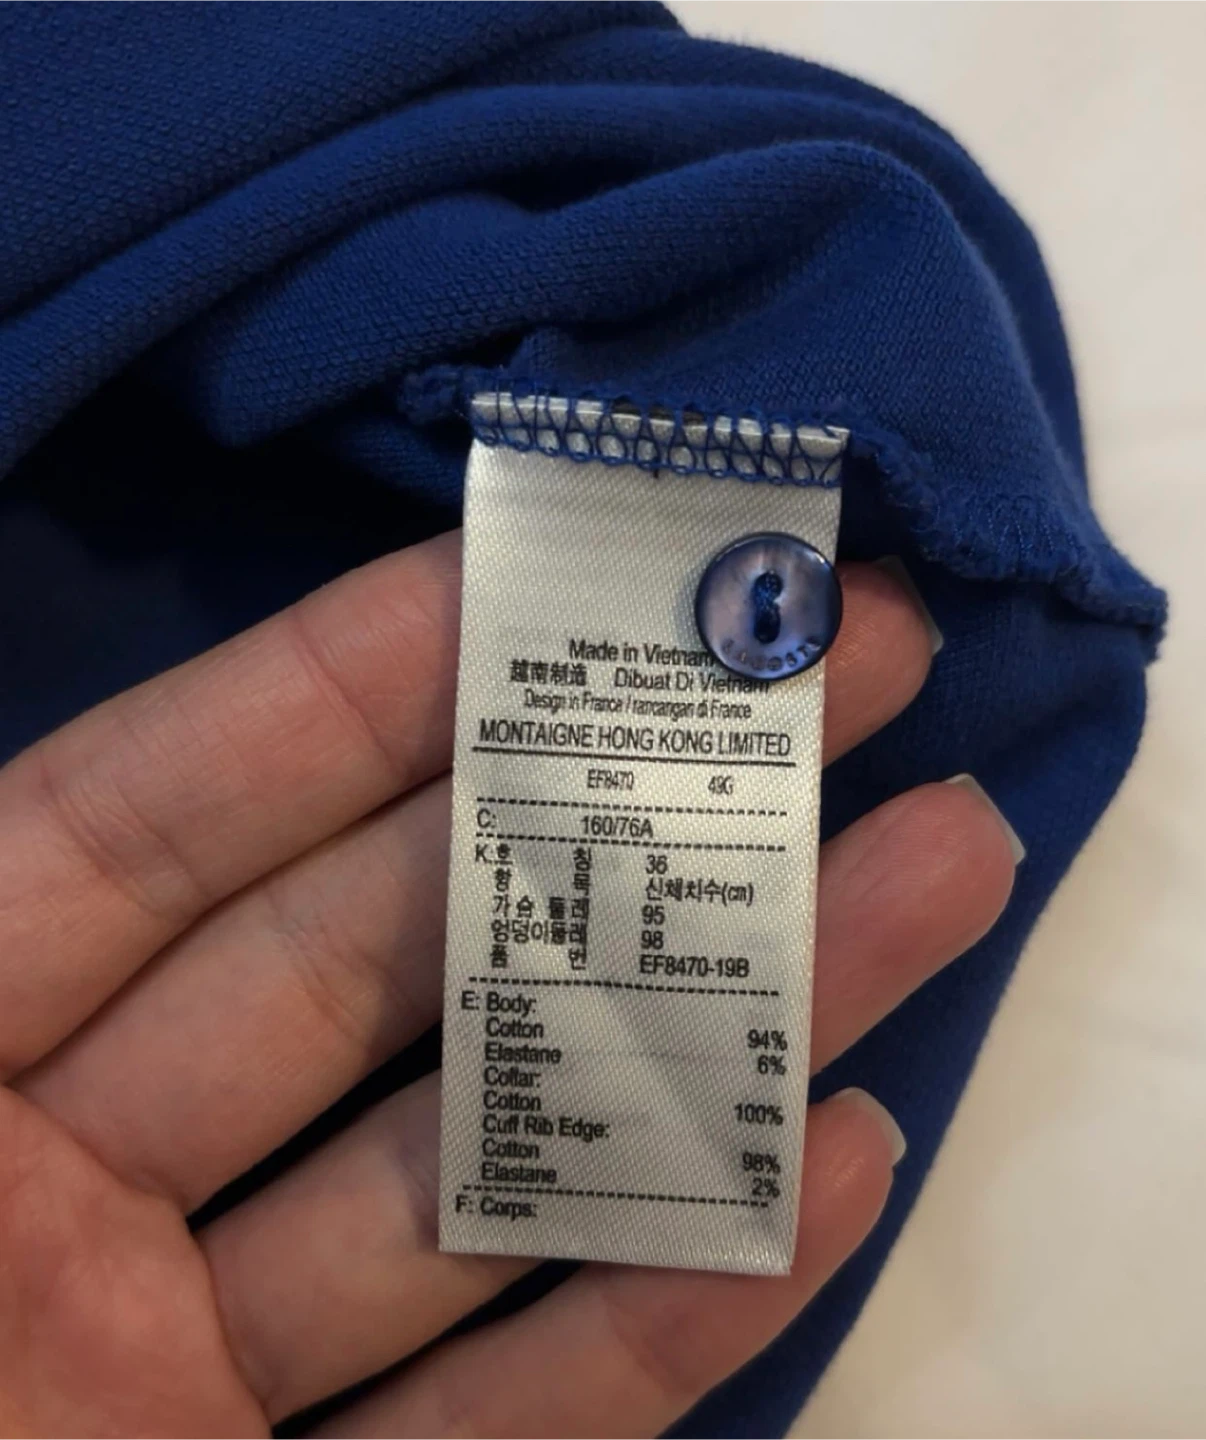 LACOSTE
Made in Vietnam
越南制造 Dibuat Di Vietnam
Design in France / rancangan di France
MONTAIGNE HONG KONG LIMITED
EF8470 49G
C: 160/76A
K: 호 칭 36
항 목 신체치수(㎝)
가슴 둘레 95
엉덩이둘레 98
품 번 EF8470-19B
E: Body:
Cotton 94%
Elastane 6%
Collar:
Cotton 100%
Cuff Rib Edge:
Cotton 98%
Elastane 2%
F: Corps: